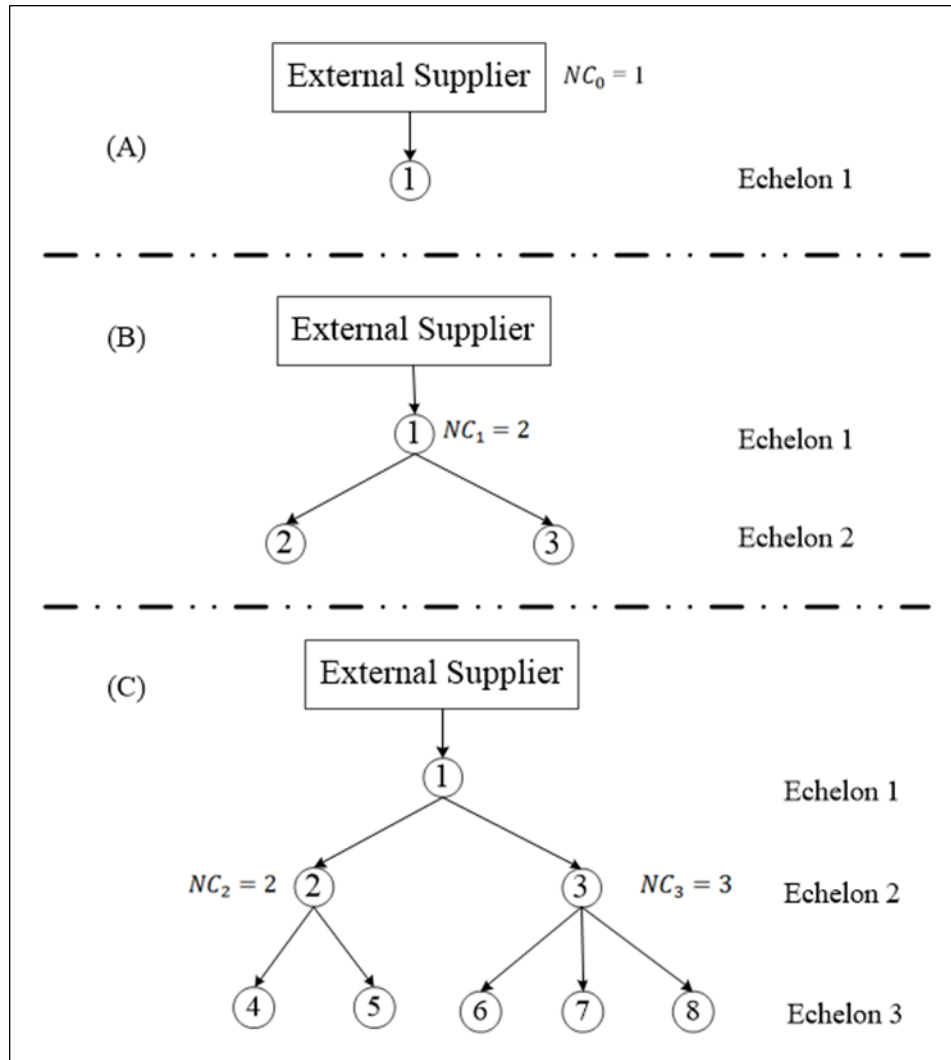 External Supplier NC₀ = 1
(A)
1 Echelon 1
External Supplier
(B)
1 NC₁ = 2 Echelon 1
2 3 Echelon 2
External Supplier
(C)
1 Echelon 1
NC₂ = 2 2 3 NC₃ = 3 Echelon 2
4 5 6 7 8 Echelon 3